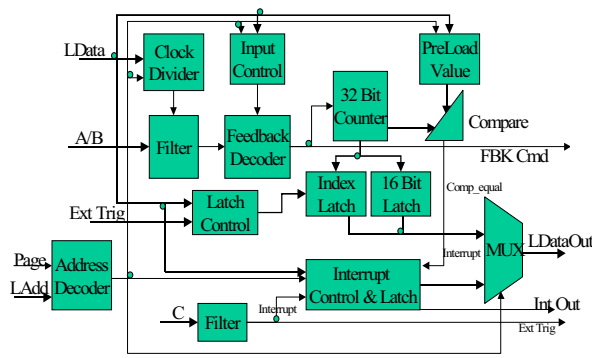 LData
Clock
Divider
Input
Control
PreLoad
Value
32 Bit
Counter
Compare
A/B
Filter
Feedback
Decoder
FBK Cmd
Index
Latch
16 Bit
Latch
Comp_equal
Latch
Control
Ext Trig
Page
LAdd
Address
Decoder
Interrupt
Control & Latch
Interrupt
MUX
LDataOut
Int Out
C
Filter
Interrupt
Ext Trig